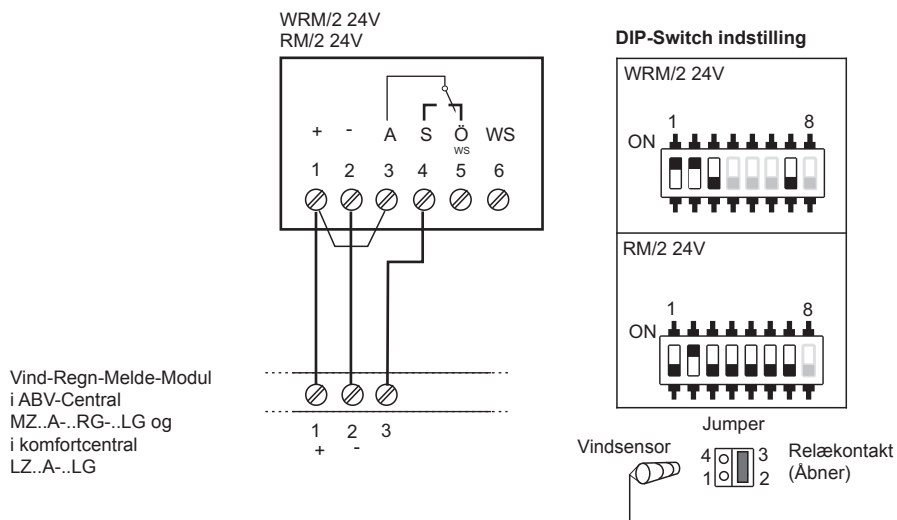 WRM/2 24V
RM/2 24V
+ - A S Ö WS
WS
1 2 3 4 5 6
Vind-Regn-Melde-Modul
i ABV-Central
MZ..A-..RG-..LG og
i komfortcentral
LZ..A-..LG
1 2 3
+ -
DIP-Switch indstilling
WRM/2 24V
1 8
ON
RM/2 24V
1 8
ON
Jumper
Vindsensor
4 3 Relækontakt
1 2 (Åbner)